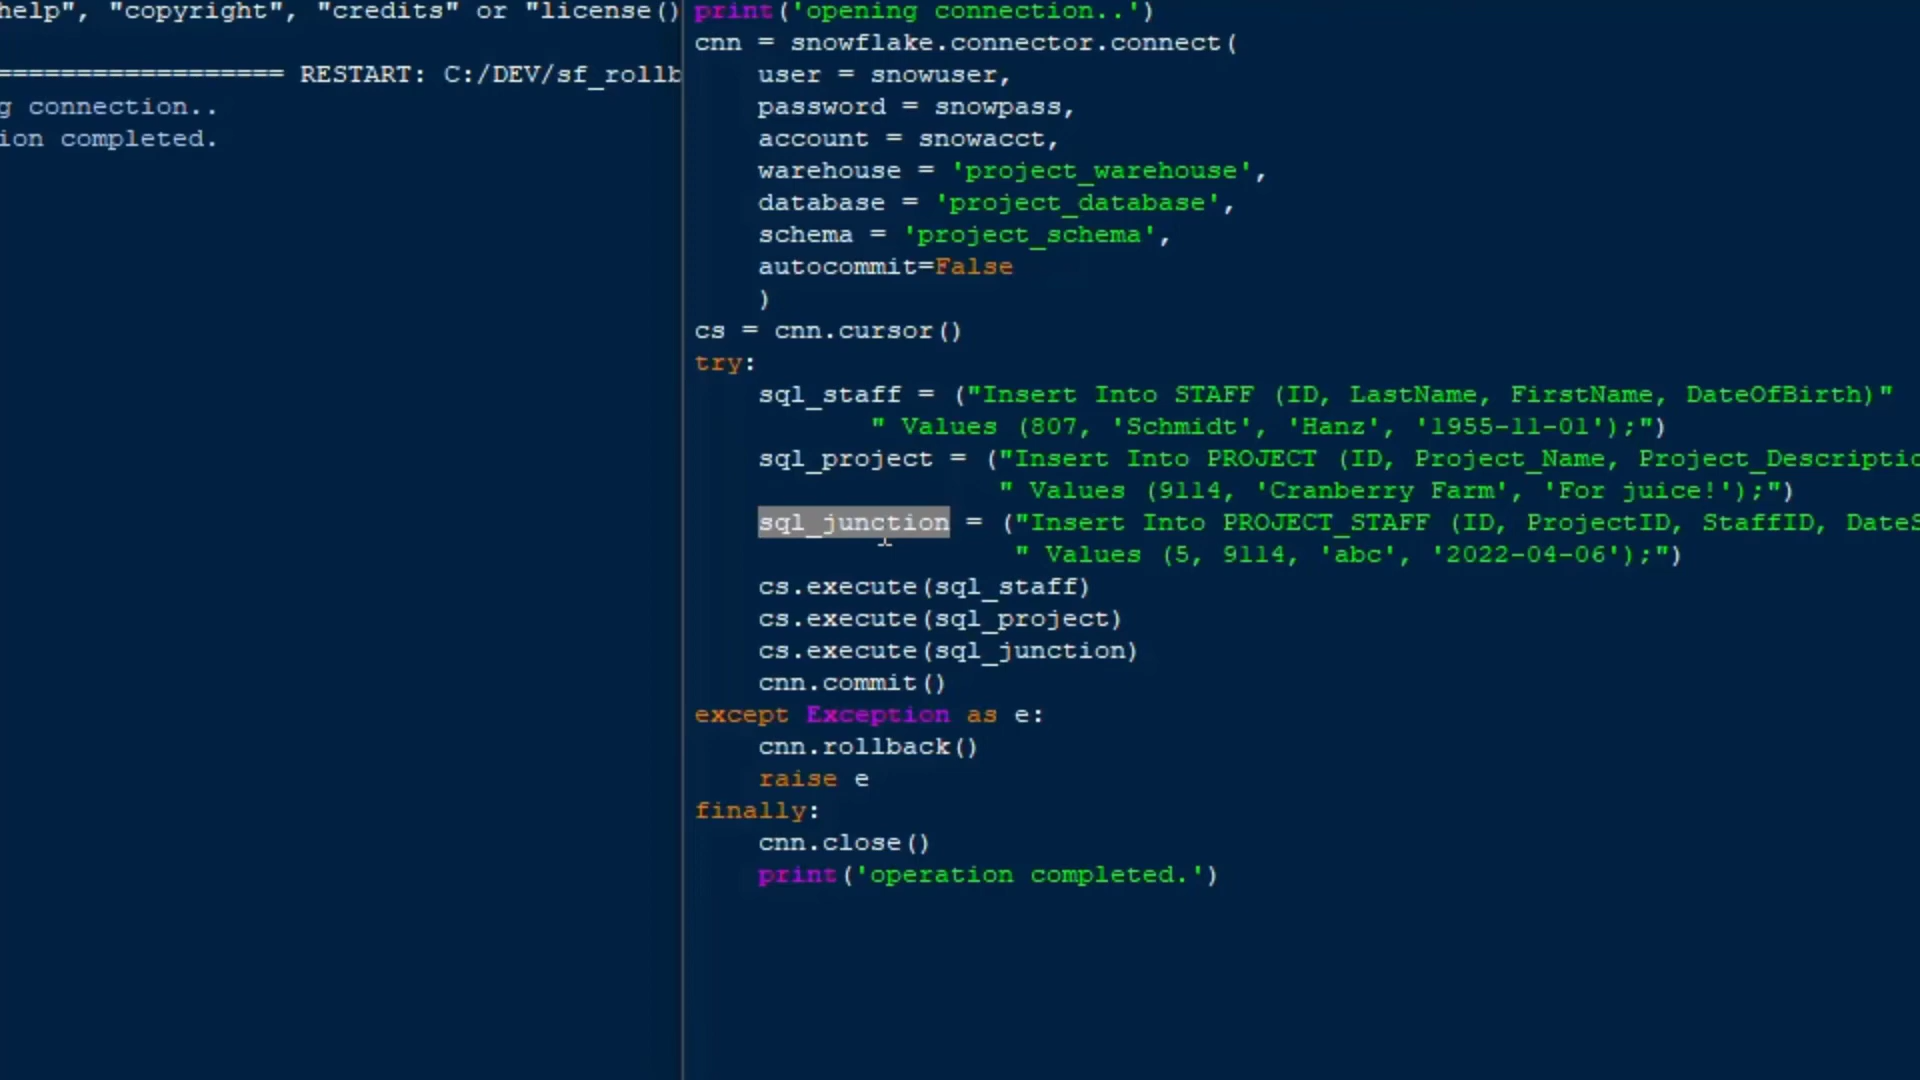 help", "copyright", "credits" or "license()
================== RESTART: C:/DEV/sf_rollb
g connection..
ion completed.
print('opening connection..')
cnn = snowflake.connector.connect(
    user = snowuser,
    password = snowpass,
    account = snowacct,
    warehouse = 'project_warehouse',
    database = 'project_database',
    schema = 'project_schema',
    autocommit=False
    )
cs = cnn.cursor()
try:
    sql_staff = ("Insert Into STAFF (ID, LastName, FirstName, DateOfBirth)"
           " Values (807, 'Schmidt', 'Hanz', '1955-11-01');")
    sql_project = ("Insert Into PROJECT (ID, Project_Name, Project_Descriptio
                   " Values (9114, 'Cranberry Farm', 'For juice!');")
    sql_junction = ("Insert Into PROJECT_STAFF (ID, ProjectID, StaffID, DateS
                    " Values (5, 9114, 'abc', '2022-04-06');")
    cs.execute(sql_staff)
    cs.execute(sql_project)
    cs.execute(sql_junction)
    cnn.commit()
except Exception as e:
    cnn.rollback()
    raise e
finally:
    cnn.close()
    print('operation completed.')